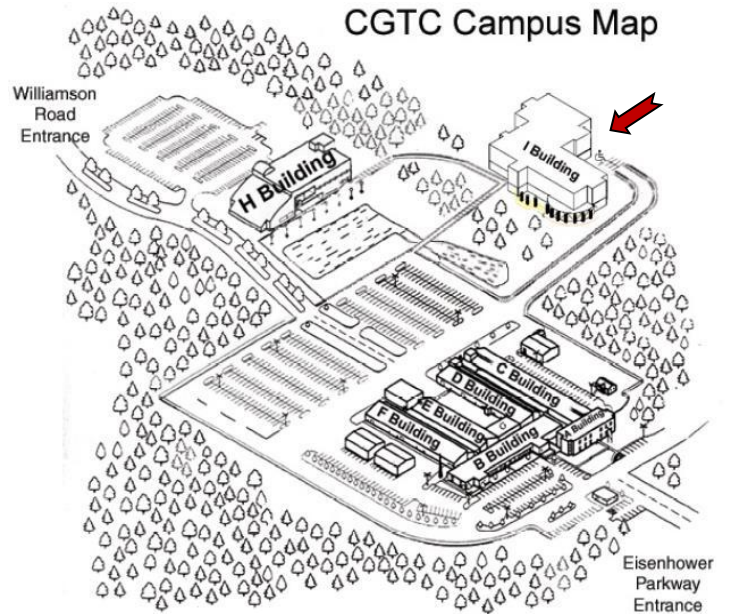 CGTC Campus Map
Williamson
Road
Entrance
H Building
I Building
C Building
D Building
E Building
F Building
A Building
B Building
Eisenhower
Parkway
Entrance